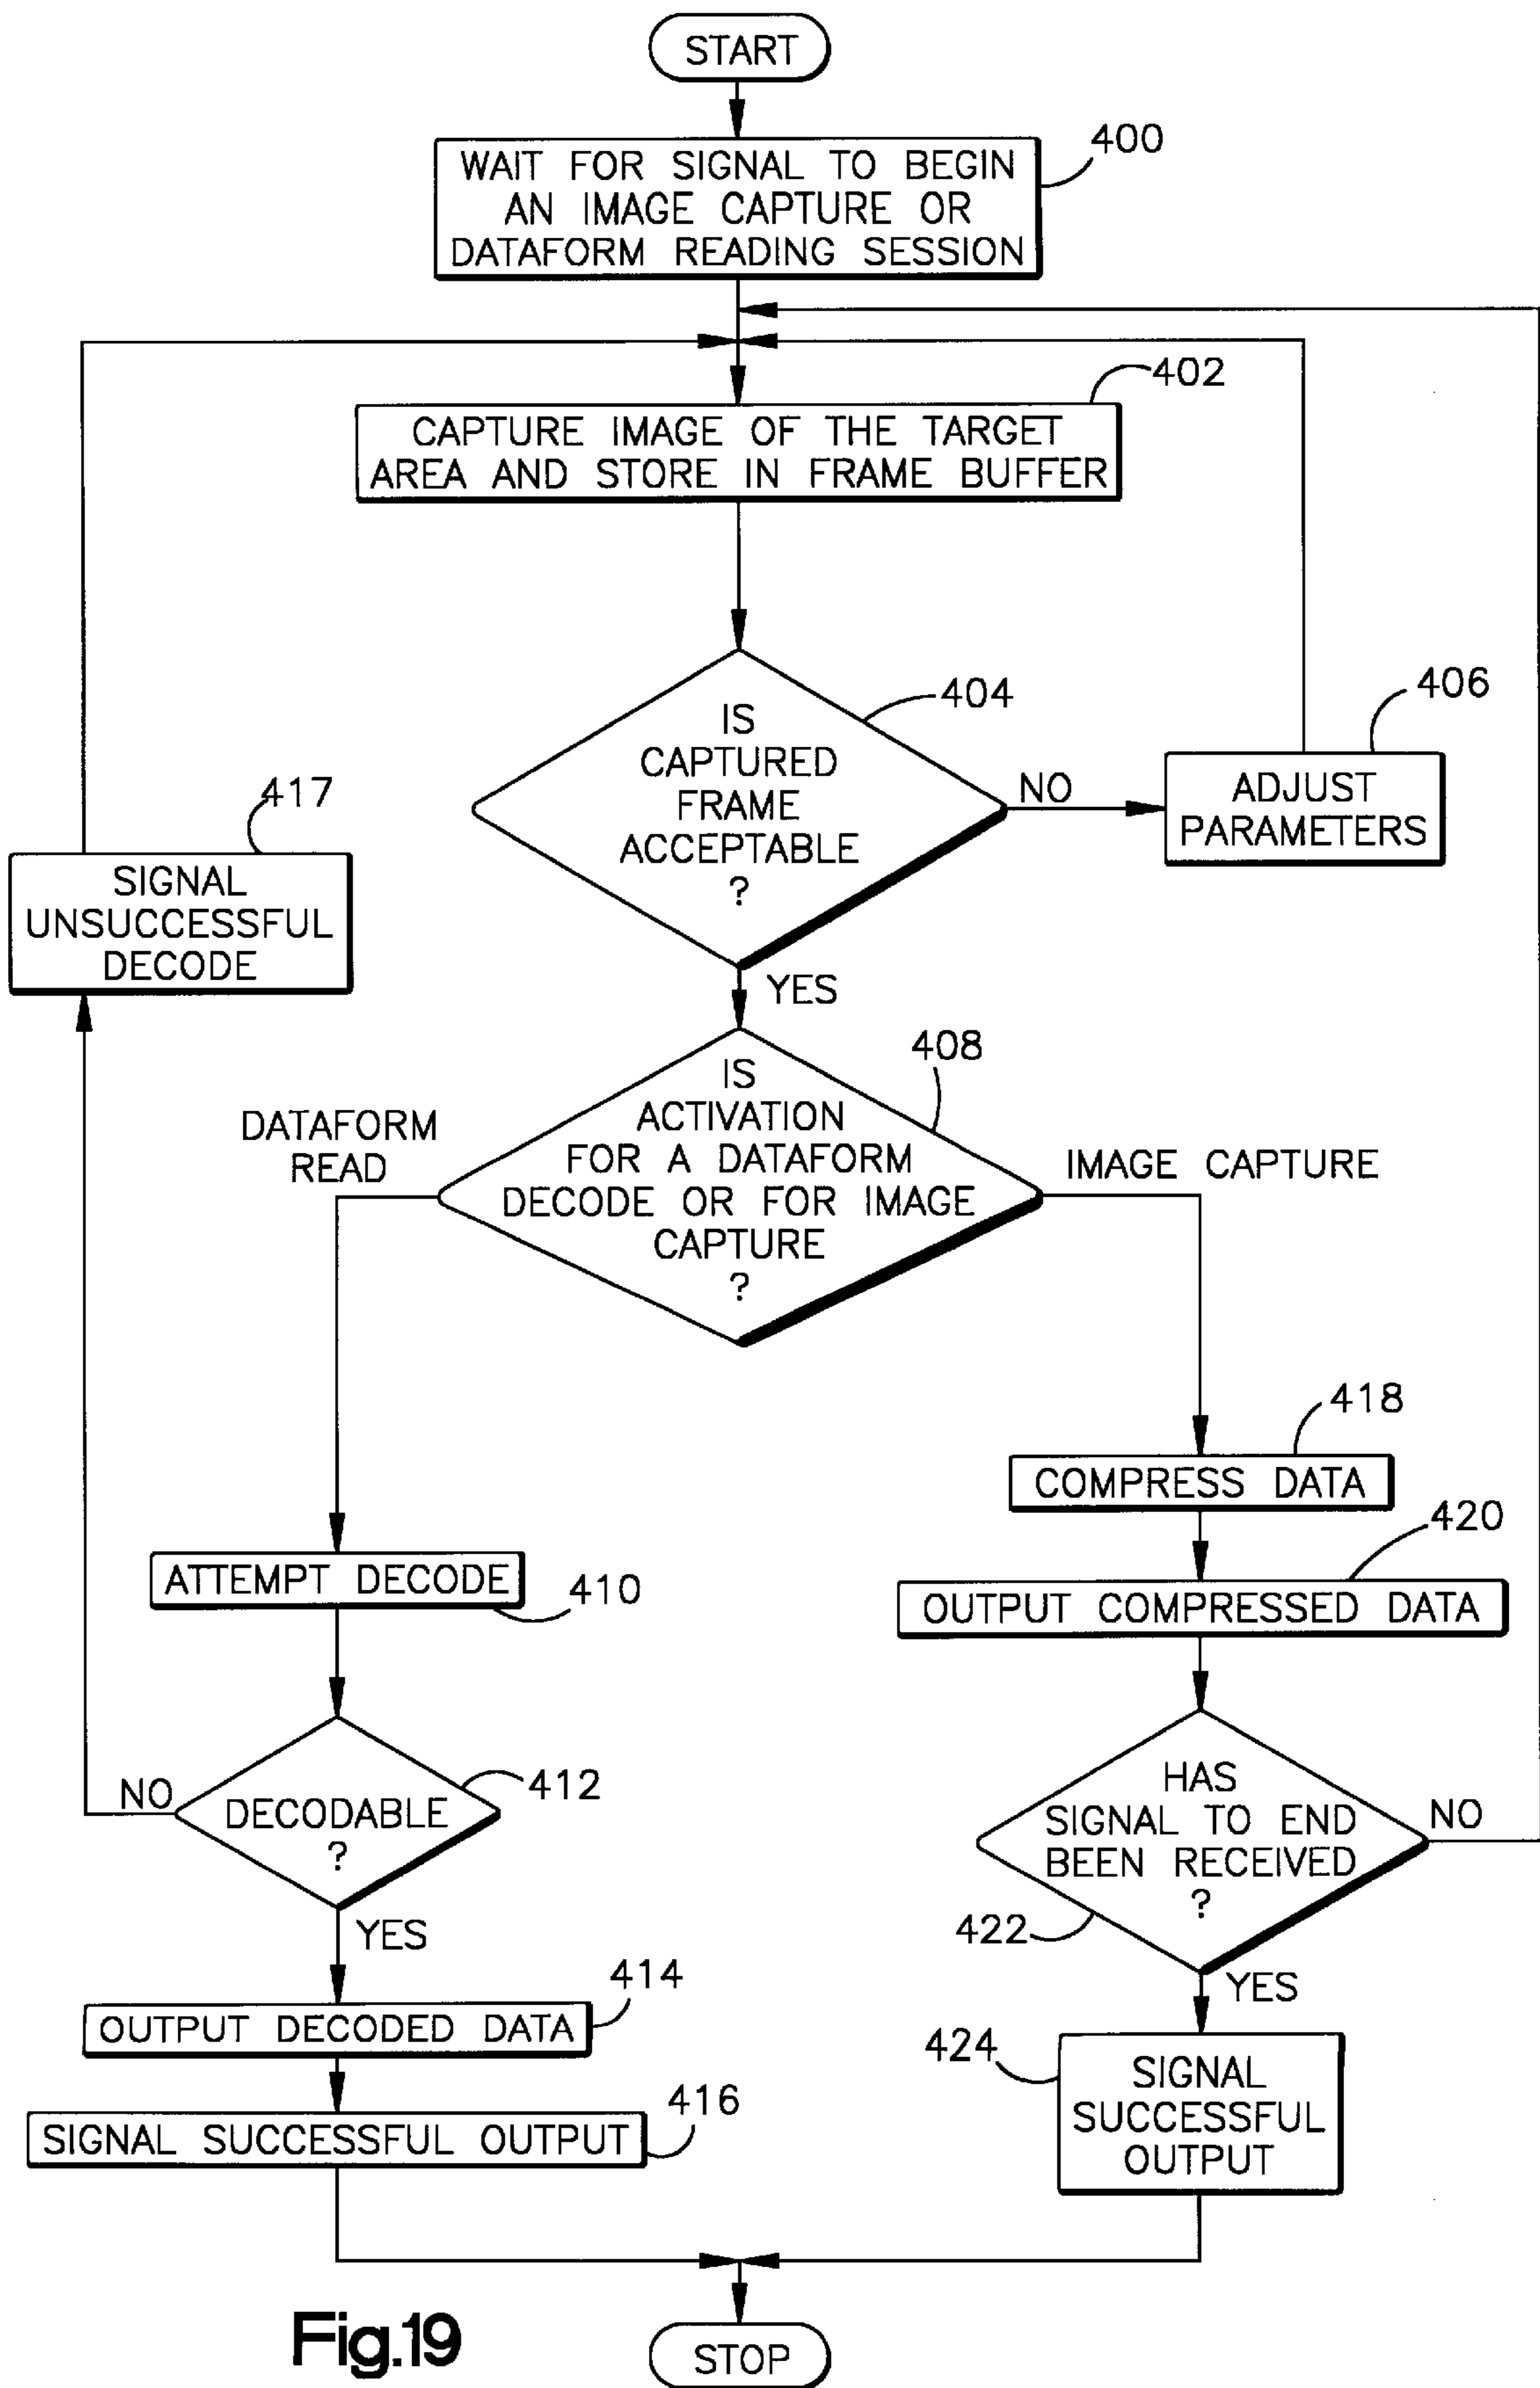 START
WAIT FOR SIGNAL TO BEGIN
AN IMAGE CAPTURE OR
DATAFORM READING SESSION
400
402
CAPTURE IMAGE OF THE TARGET
AREA AND STORE IN FRAME BUFFER
404
IS
CAPTURED
FRAME
ACCEPTABLE
?
NO
406
ADJUST
PARAMETERS
417
SIGNAL
UNSUCCESSFUL
DECODE
YES
408
IS
ACTIVATION
FOR A DATAFORM
DECODE OR FOR IMAGE
CAPTURE
?
DATAFORM
READ
IMAGE CAPTURE
418
COMPRESS DATA
420
OUTPUT COMPRESSED DATA
ATTEMPT DECODE
410
412
DECODABLE
?
NO
YES
HAS
SIGNAL TO END
BEEN RECEIVED
?
NO
422
YES
414
OUTPUT DECODED DATA
416
SIGNAL SUCCESSFUL OUTPUT
424
SIGNAL
SUCCESSFUL
OUTPUT
STOP
Fig.19